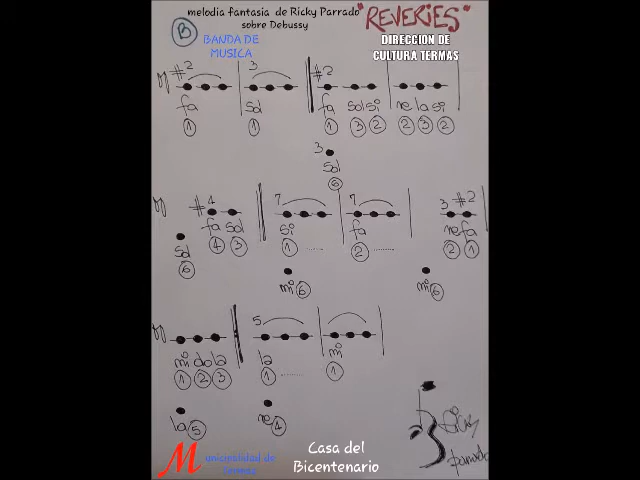 melodia fantasia de Ricky Parrado
sobre Debussy
"REVERIES"
B
BANDA DE
MUSICA
DIRECCION DE
CULTURA TERMAS
#2 3 #2
fa sol fa sol si re la si
1 1 1 3 2 2 3 2
3
sol
6
#4 7 7 3 #2
fa sol si fa re fa
4 3 1 ...... 2 ....... 2 1
sol
6
mi 6 mi 6
5
mi do la la mi
1 2 3 1 ....... 1
la 5 re 4
Municipalidad de
Termas
Casa del
Bicentenario
Ricky
parrado